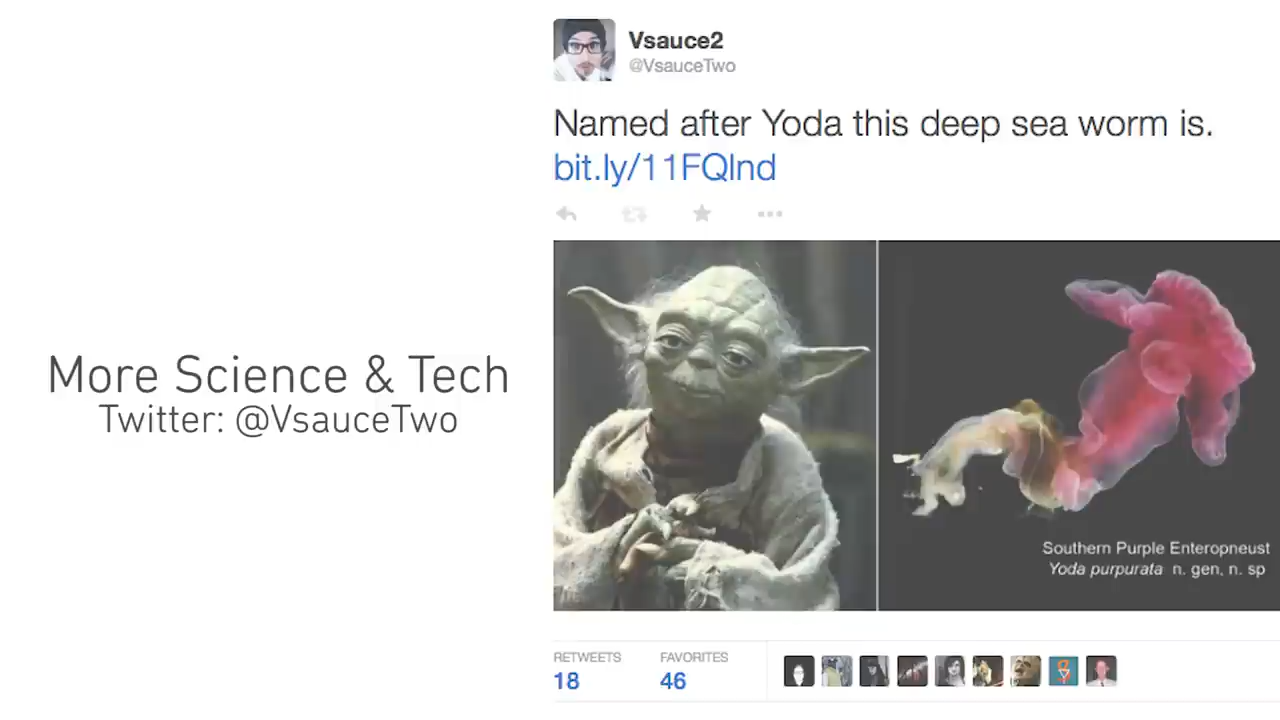 More Science & Tech
Twitter: @VsauceTwo
Vsauce2
@VsauceTwo
Named after Yoda this deep sea worm is.
bit.ly/11FQlnd
Southern Purple Enteropneust
Yoda purpurata n. gen, n. sp
RETWEETS
18
FAVORITES
46